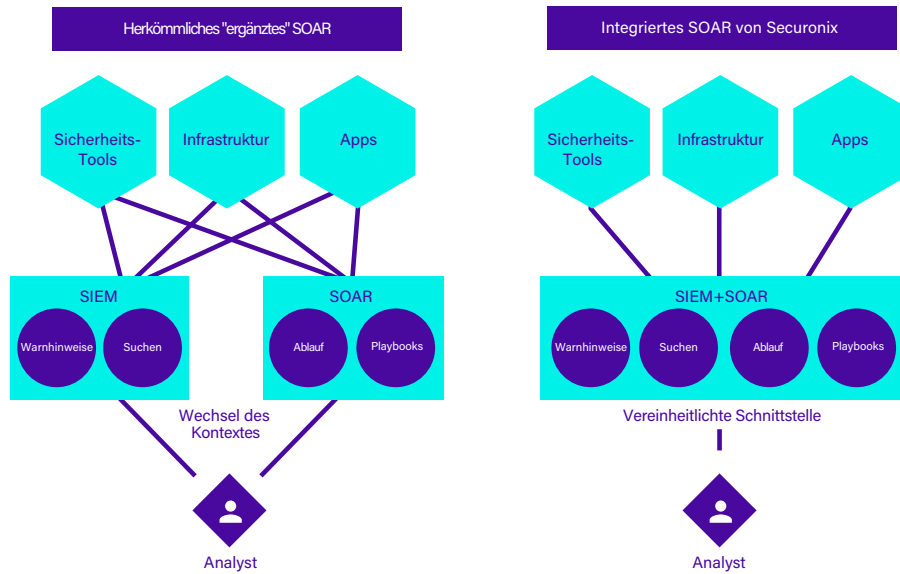 Herkömmliches "ergänztes" SOAR
Sicherheits-
Tools
Infrastruktur
Apps
SIEM
Warnhinweise
Suchen
SOAR
Ablauf
Playbooks
Wechsel des
Kontextes
Analyst
Integriertes SOAR von Securonix
Sicherheits-
Tools
Infrastruktur
Apps
SIEM+SOAR
Warnhinweise
Suchen
Ablauf
Playbooks
Vereinheitlichte Schnittstelle
Analyst